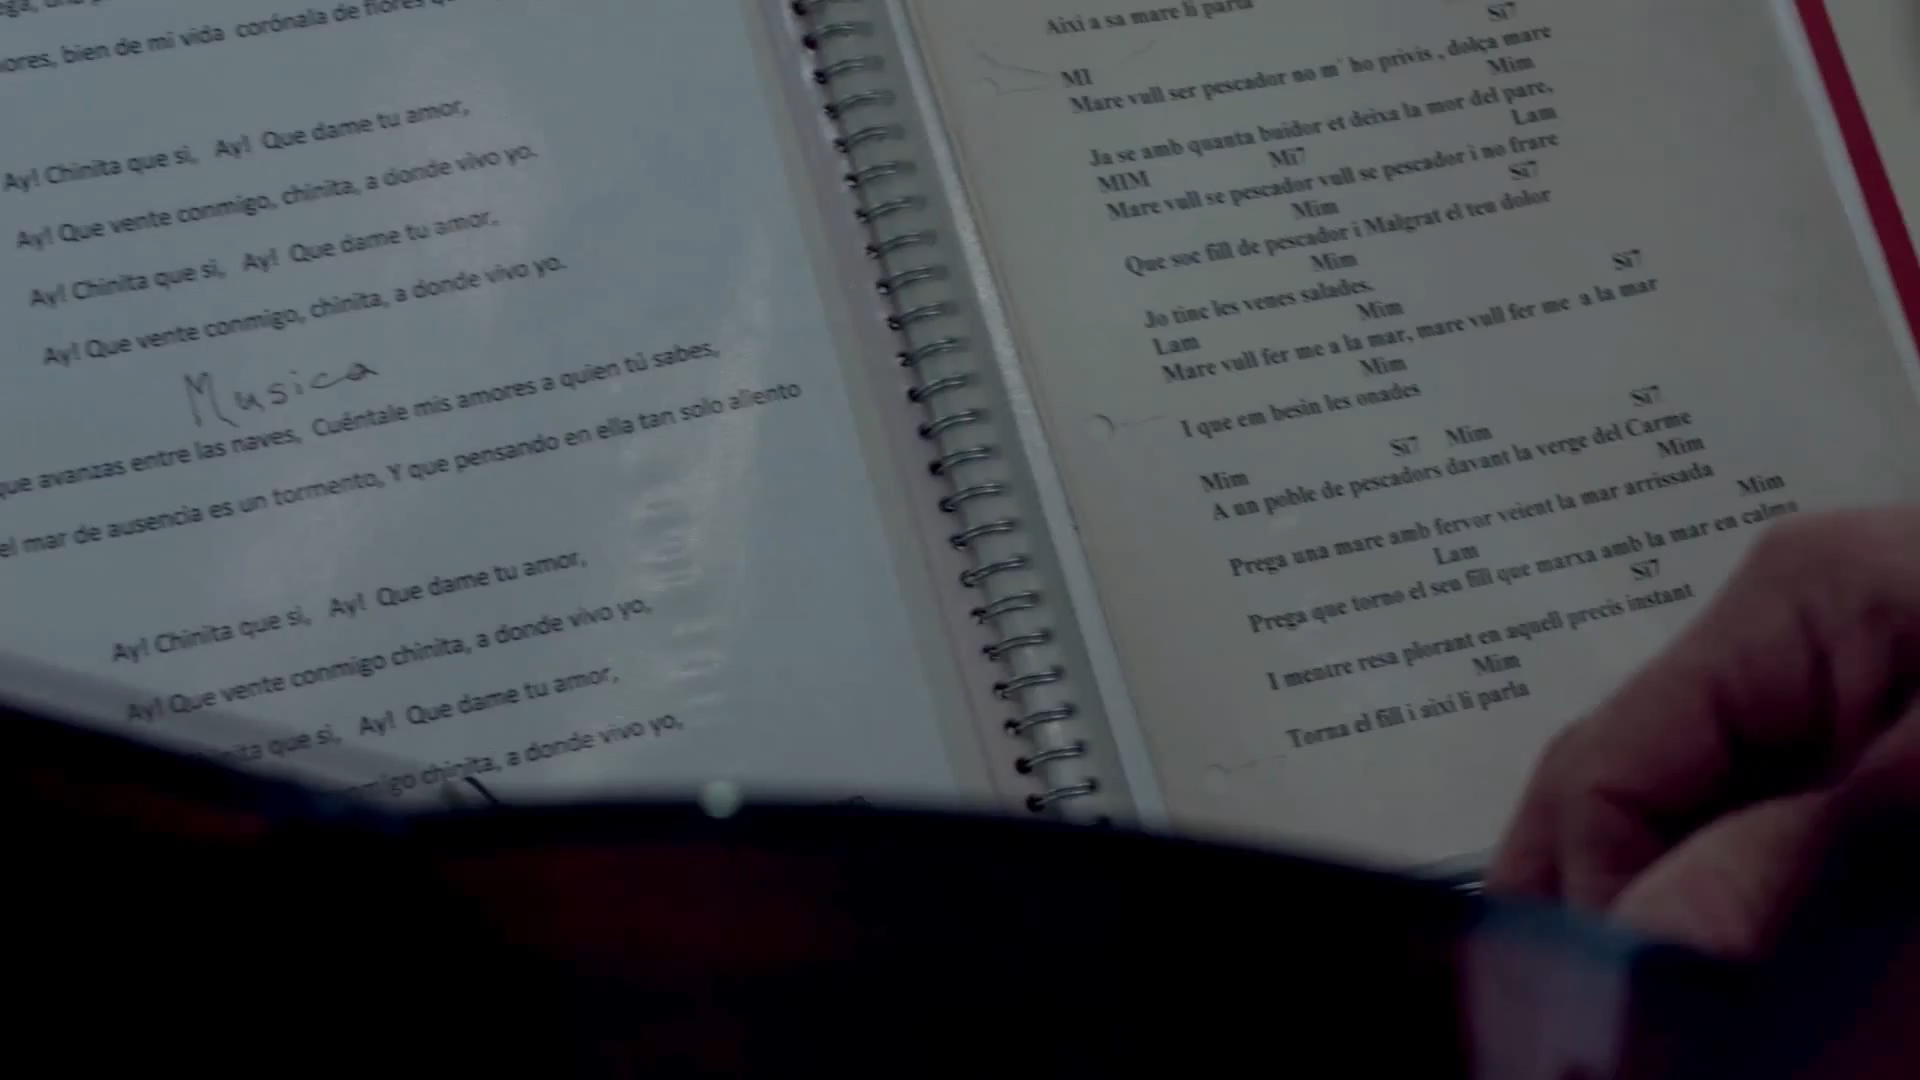 ores, bien de mi vida corónala de flores
Ay! Chinita que si, Ay! Que dame tu amor,
Ay! Que vente conmigo, chinita, a donde vivo yo.
Ay! Chinita que si, Ay! Que dame tu amor,
Ay! Que vente conmigo, chinita, a donde vivo yo.
Musica
que avanzas entre las naves, Cuéntale mis amores a quien tú sabes,
el mar de ausencia es un tormento, Y que pensando en ella tan solo aliento
Ay! Chinita que si, Ay! Que dame tu amor,
Ay! Que vente conmigo chinita, a donde vivo yo,
nita que si, Ay! Que dame tu amor,
nmigo chinita, a donde vivo yo,
Aixi a sa mare li parla
MI Si7
Mare vull ser pescador no m' ho privis , dolça mare
Mim
Ja se amb quanta buidor et deixa la mor del pare,
MIM Mi7 Lam
Mare vull se pescador vull se pescador i no frare
Mim Si7
Que soc fill de pescador i Malgrat el teu dolor
Mim
Jo tinc les venes salades.
Lam Mim Si7
Mare vull fer me a la mar, mare vull fer me a la mar
Mim
I que em besin les onades
Mim Si7 Mim Si7
A un poble de pescadors davant la verge del Carme
Mim
Prega una mare amb fervor veient la mar arrissada
Lam Mim
Prega que torno el seu fill que marxa amb la mar en calma
Si7
I mentre resa plorant en aquell precis instant
Mim
Torna el fill i aixi li parla